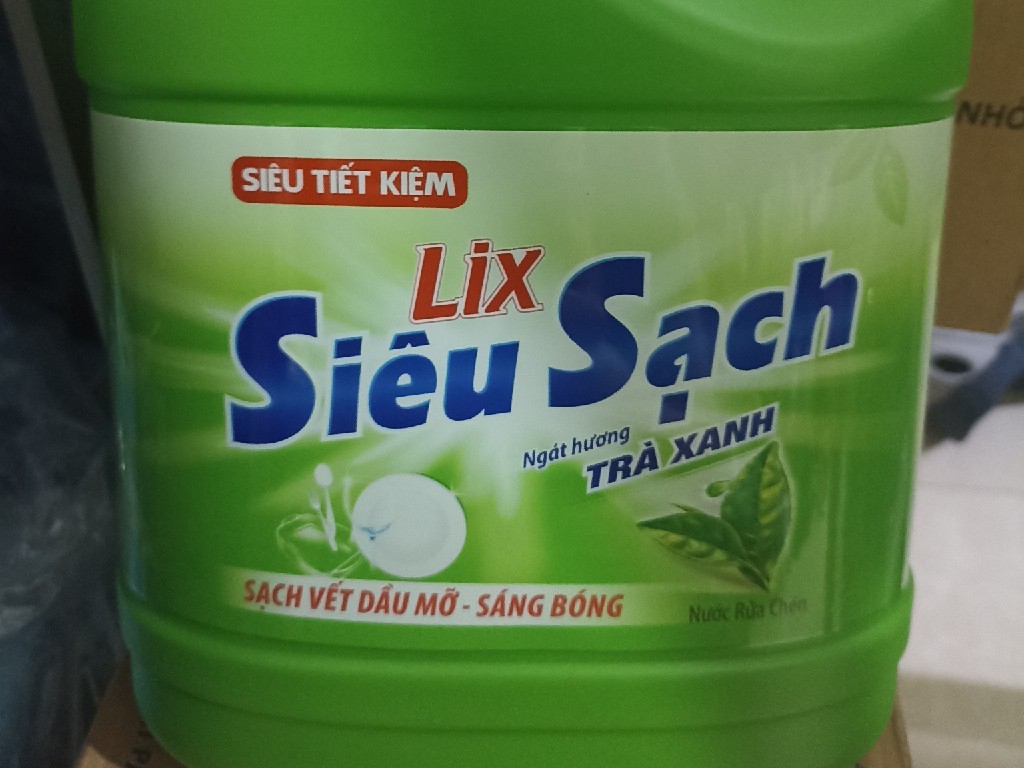 SIÊU TIẾT KIỆM
Lix
Siêu Sạch
Ngát hương
TRÀ XANH
SẠCH VẾT DẦU MỠ - SÁNG BÓNG
Nước Rửa Chén